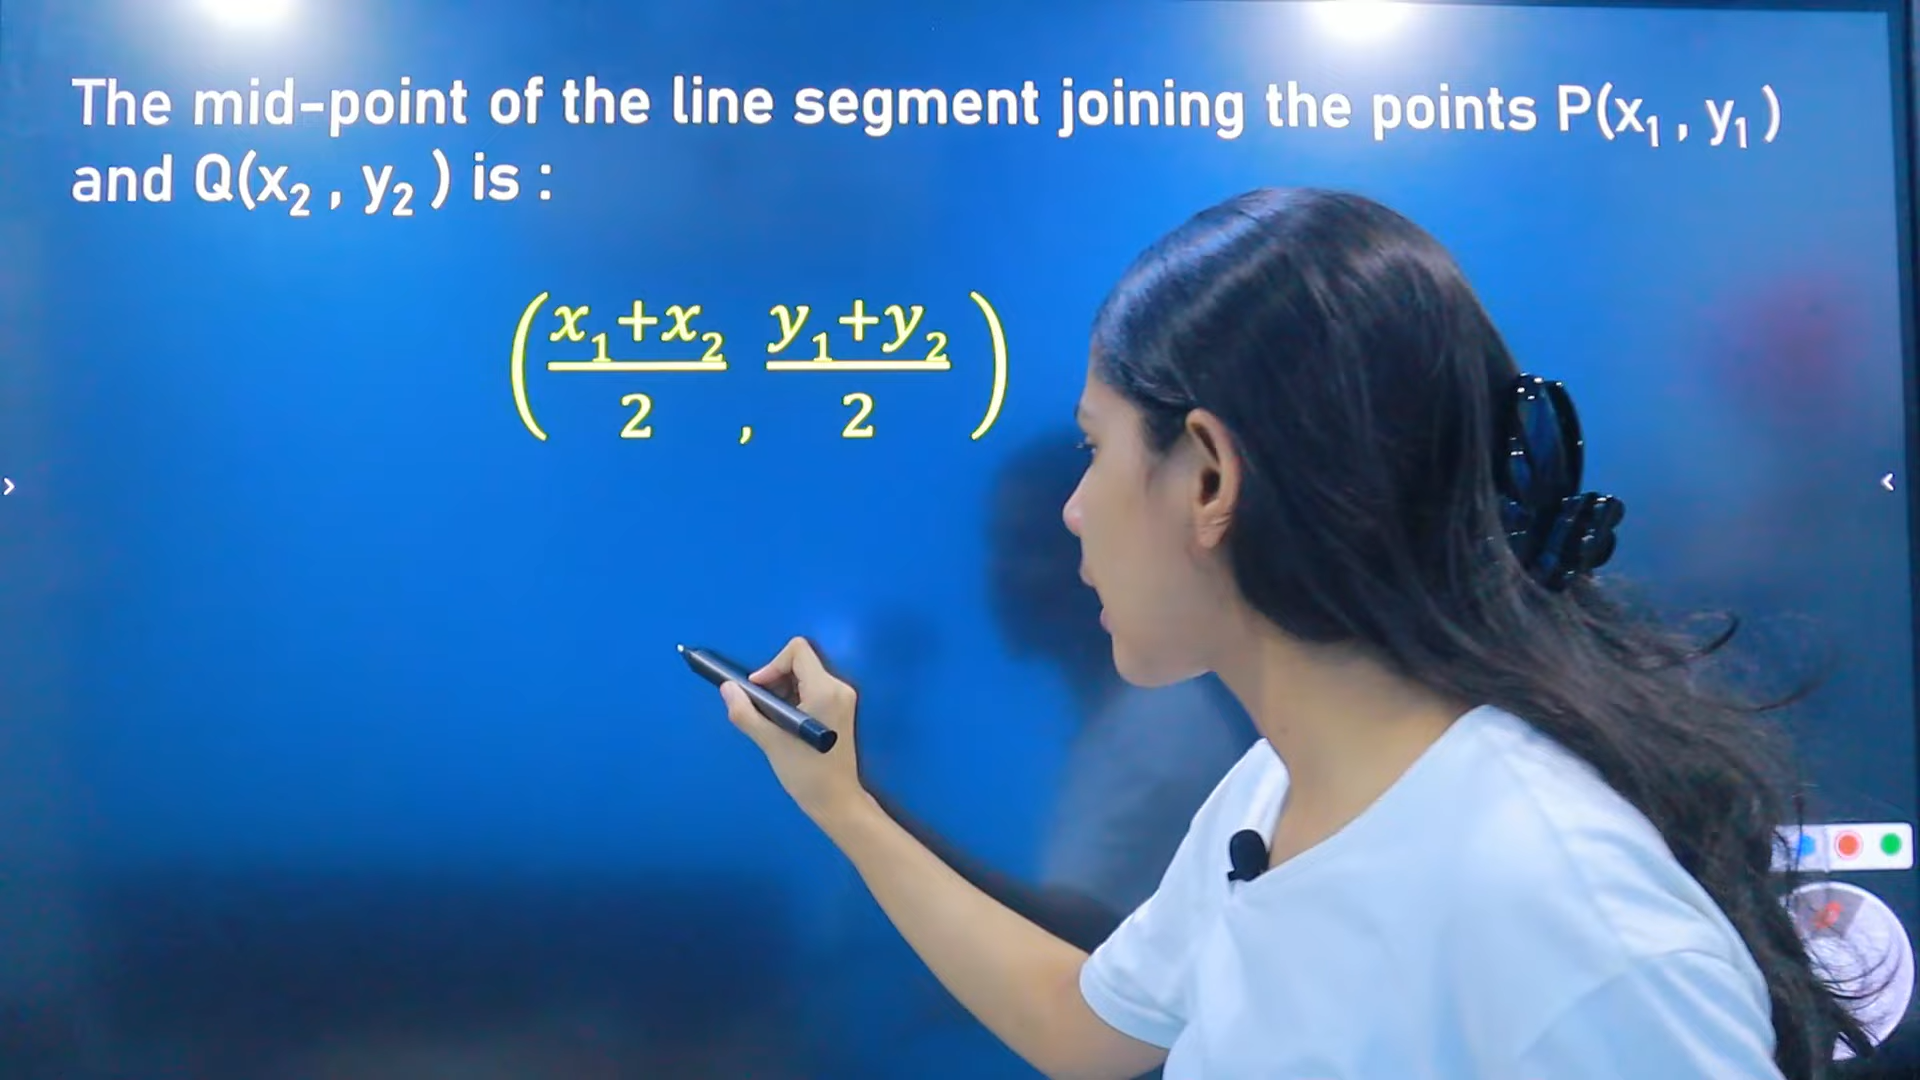 The mid-point of the line segment joining the points P(x₁ , y₁ )
and Q(x₂ , y₂ ) is :
(x₁+x₂/2 , y₁+y₂/2)